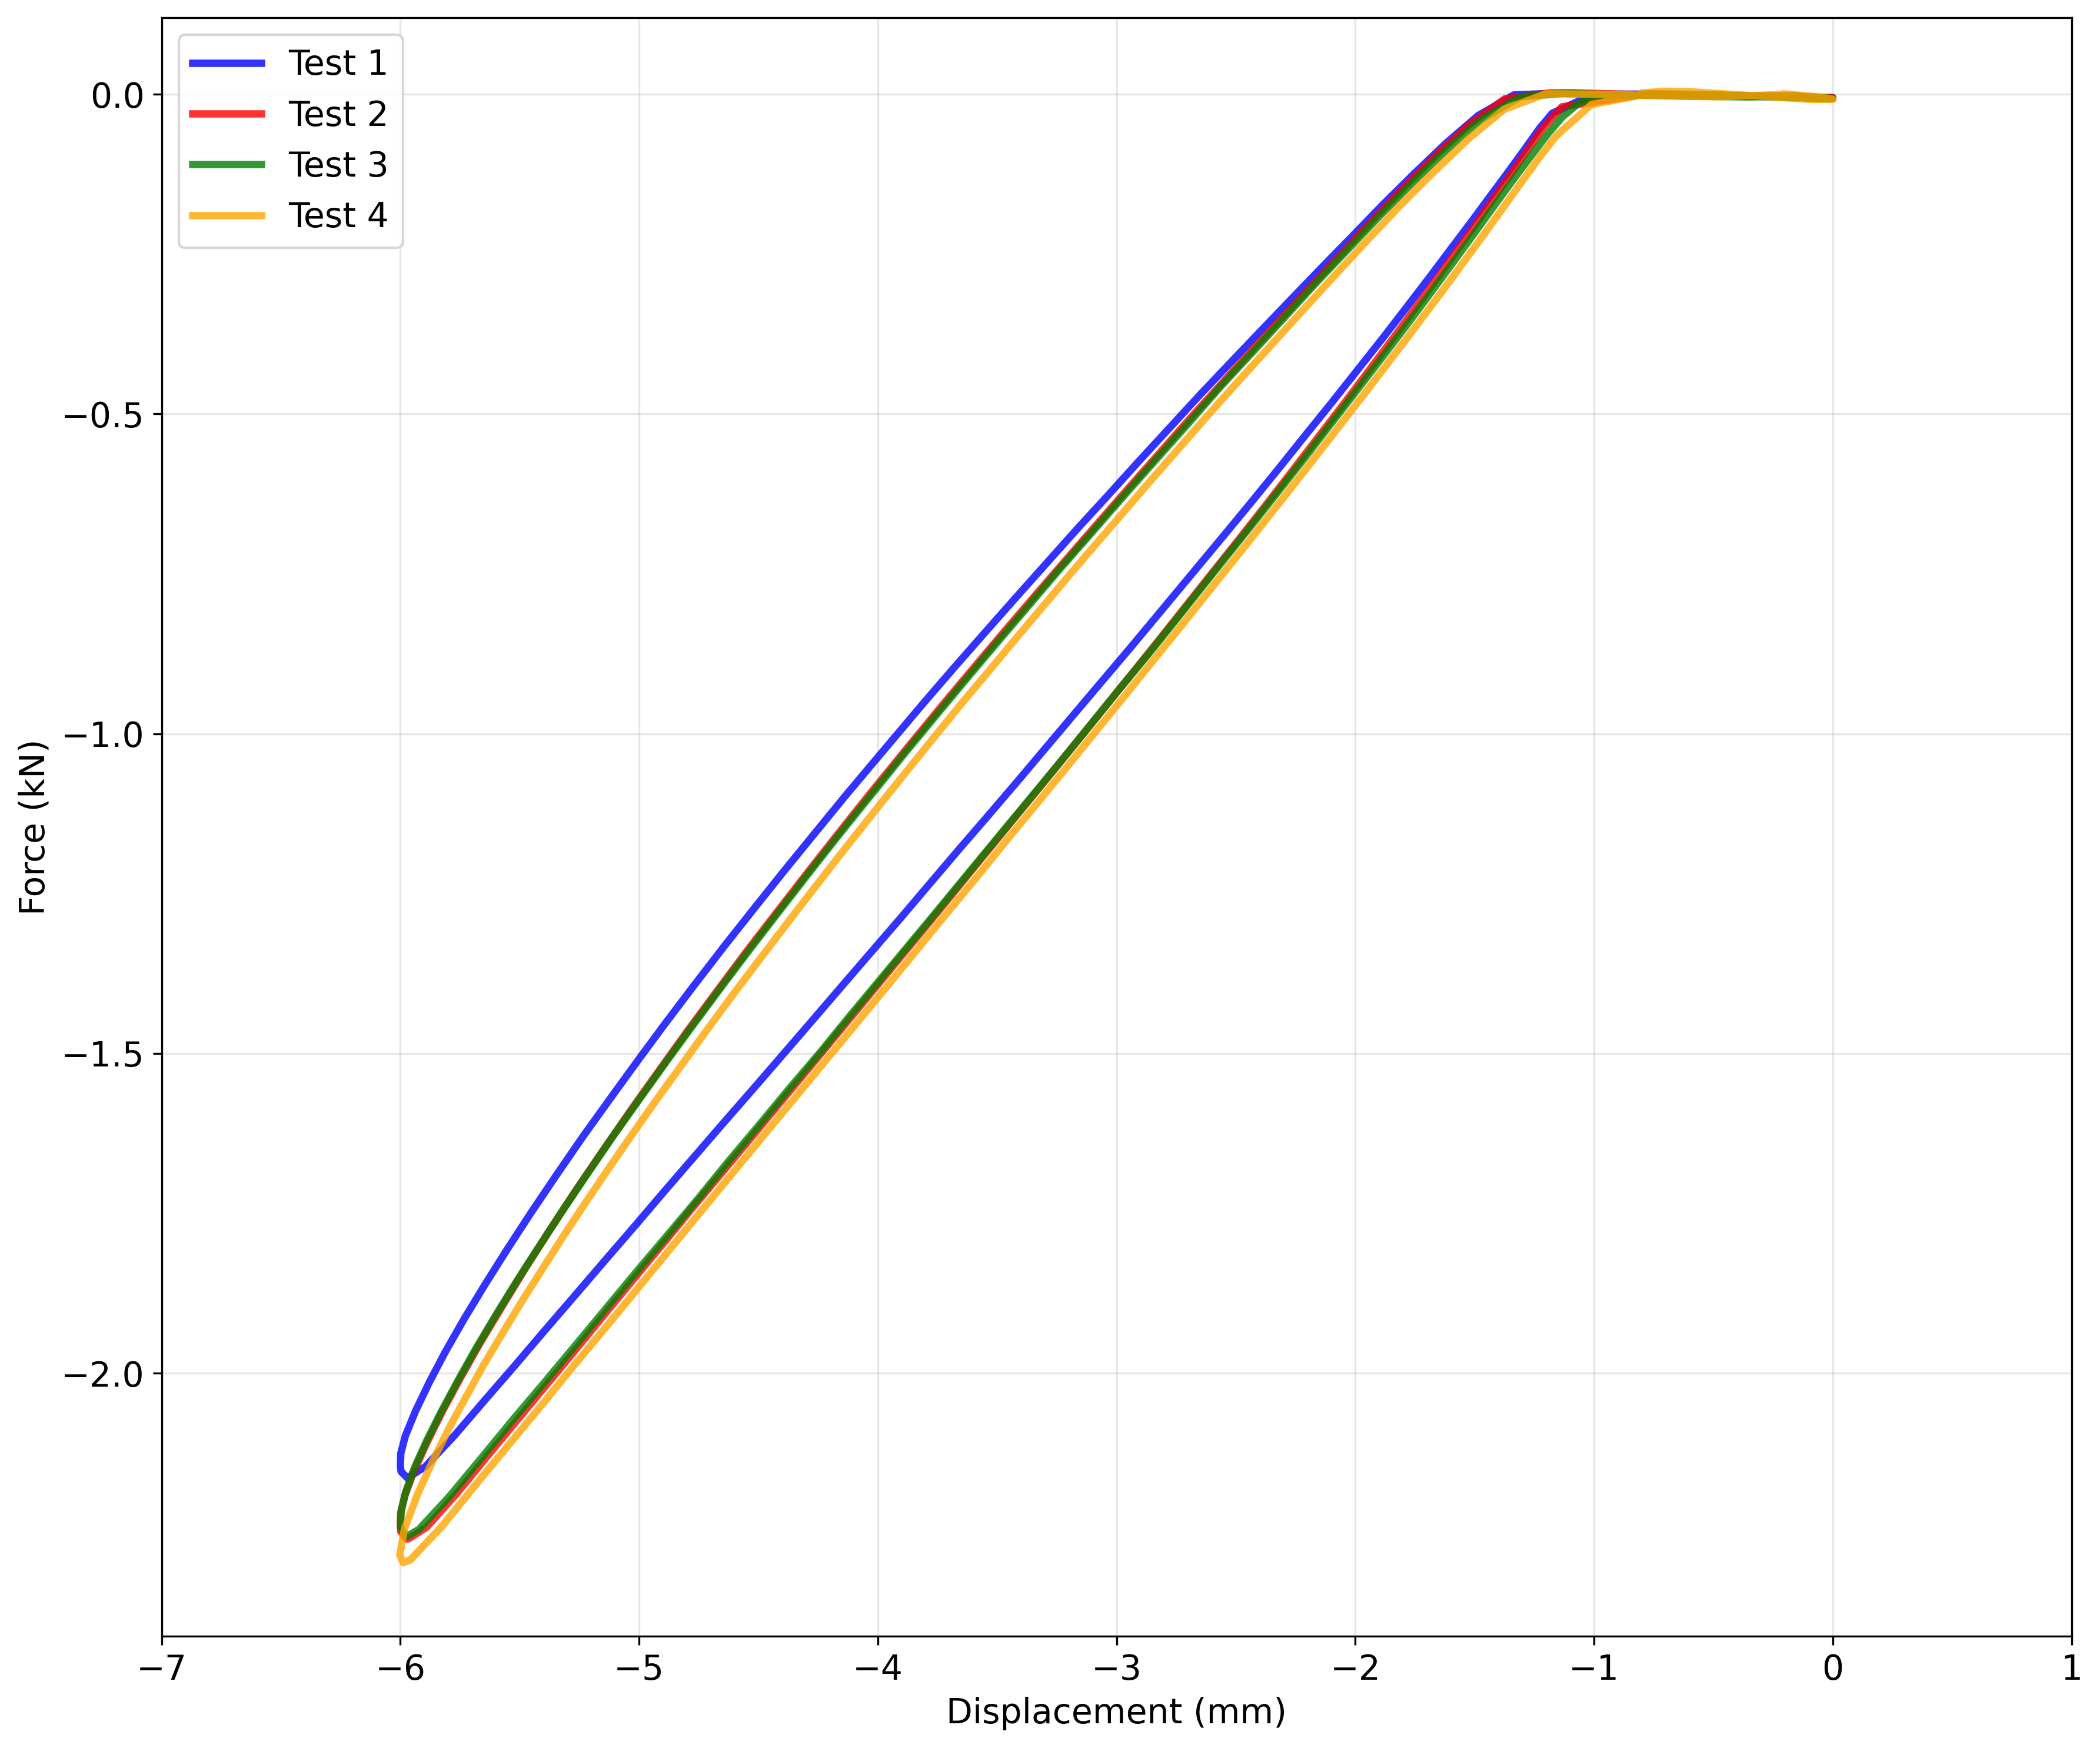 Test 1
Test 2
Test 3
Test 4
0.0
−0.5
−1.0
−1.5
−2.0
Force (kN)
−7
−6
−5
−4
−3
−2
−1
0
1
Displacement (mm)